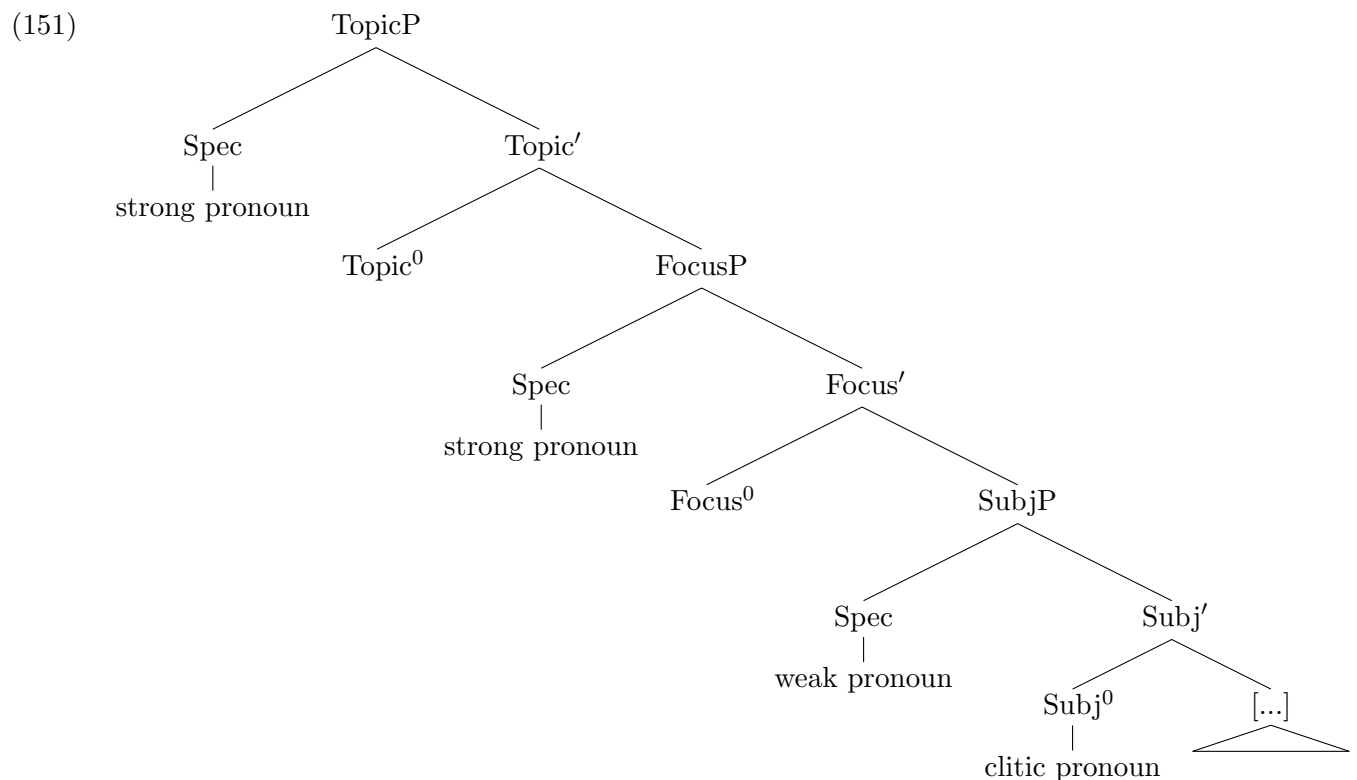 (151) TopicP
Spec Topic′
strong pronoun
Topic⁰ FocusP
Spec Focus′
strong pronoun
Focus⁰ SubjP
Spec Subj′
weak pronoun
Subj⁰ [...]
clitic pronoun